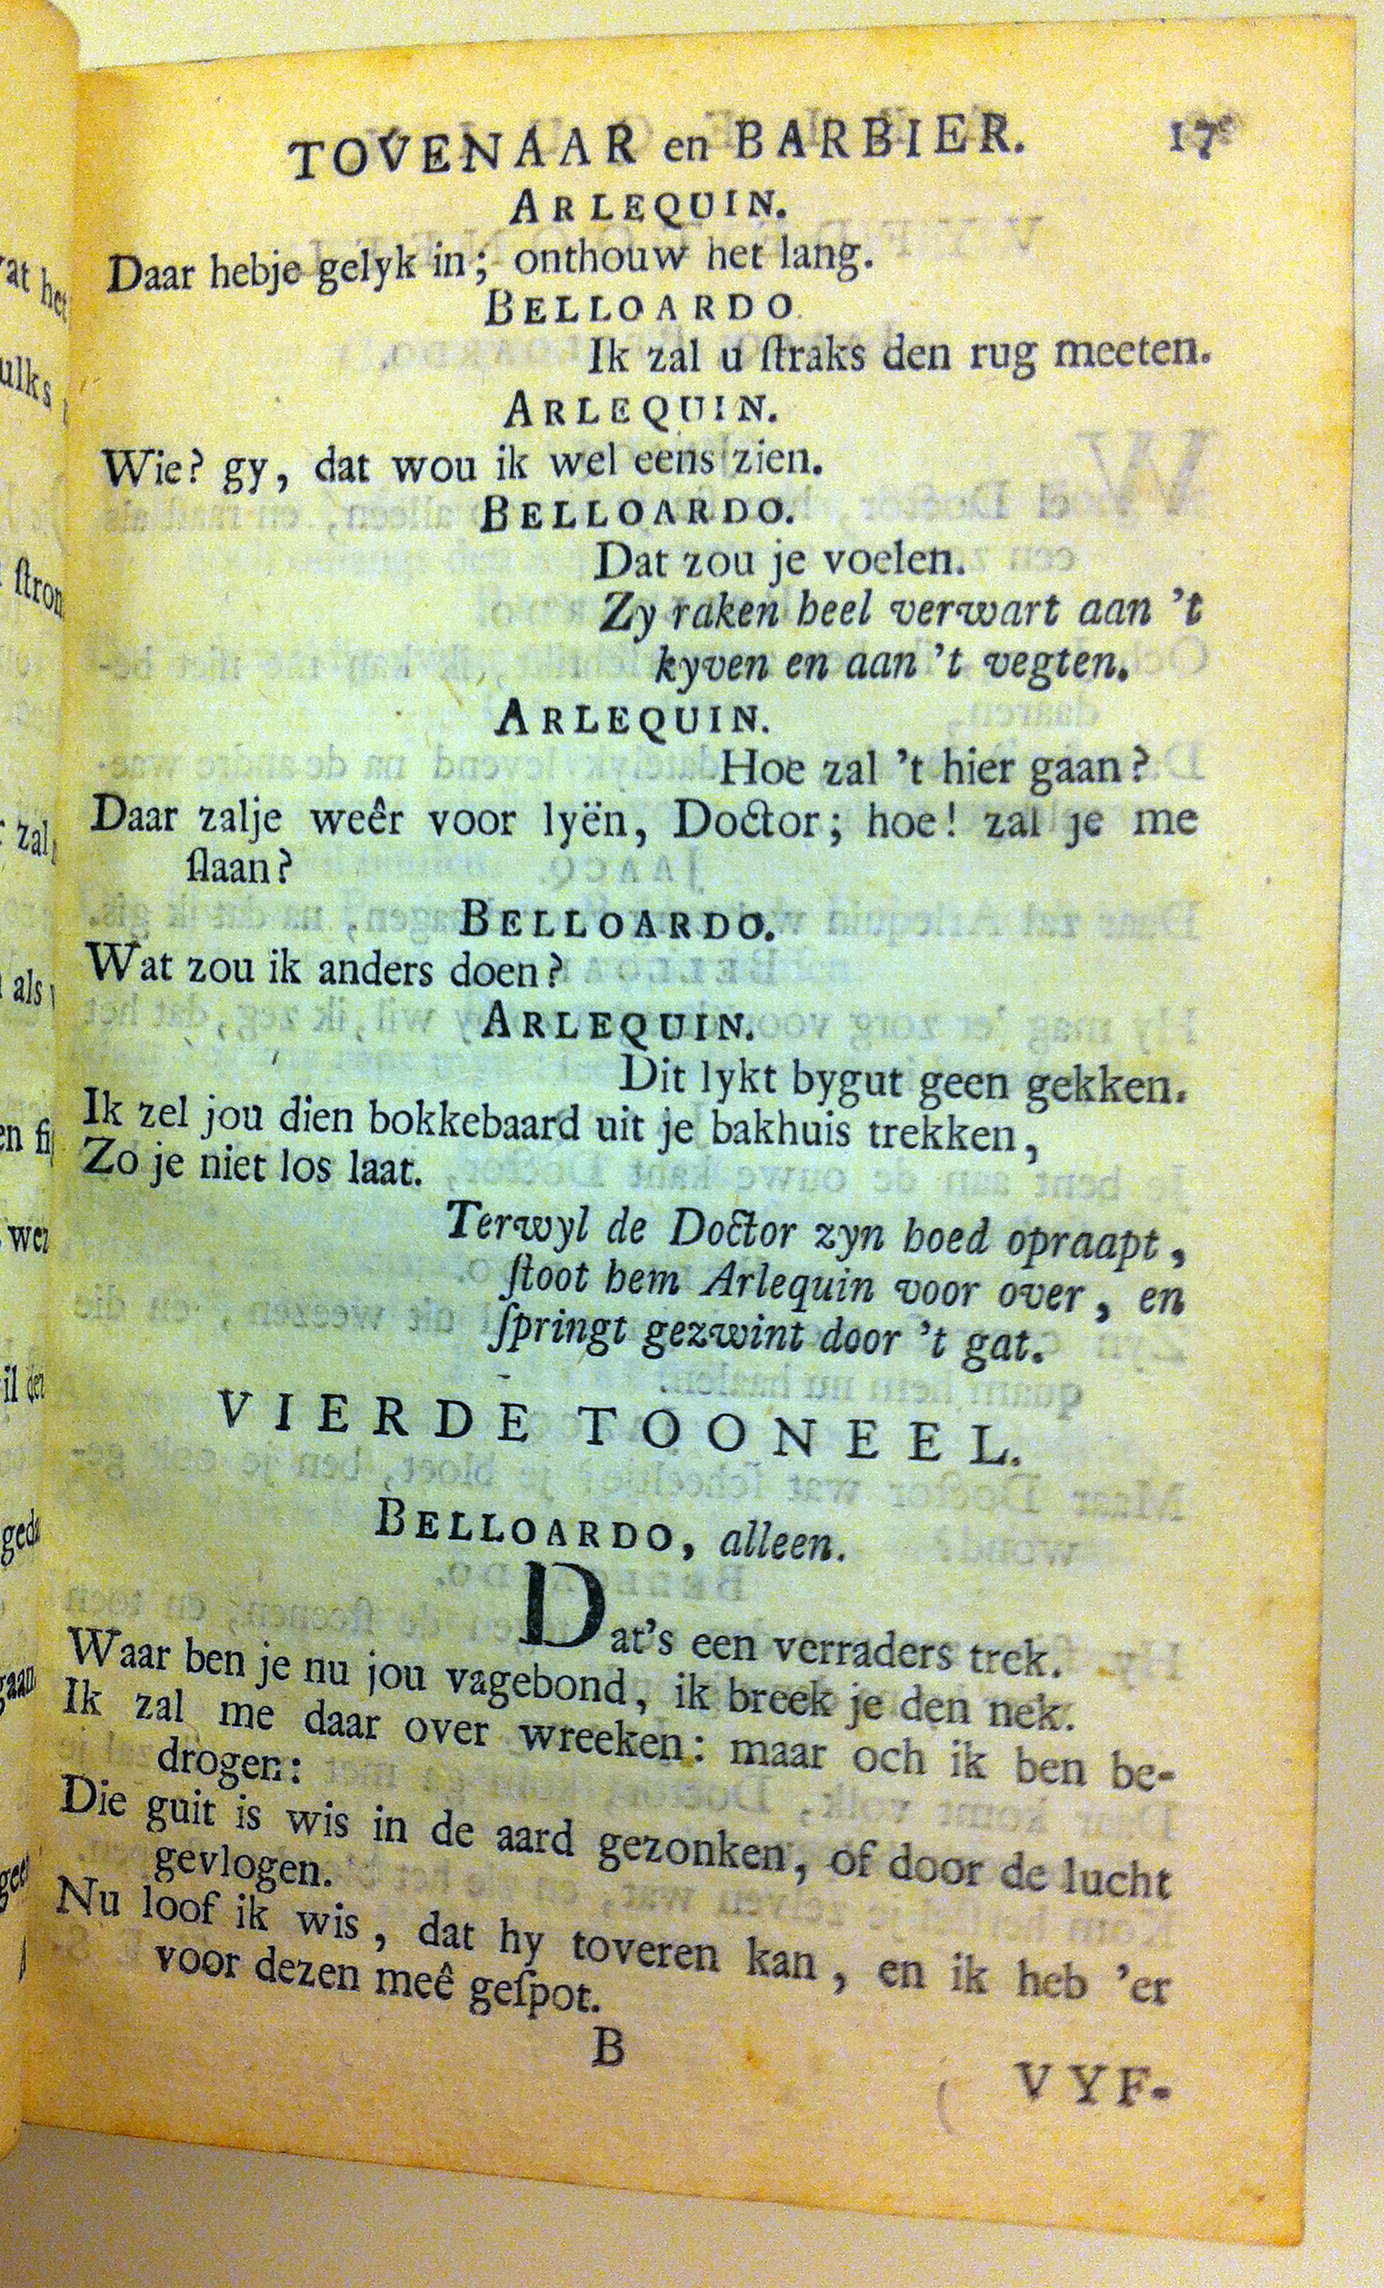 TOVENAAR en BARBIER. 17
ARLEQUIN.
Daar hebje gelyk in; onthouw het lang.
BELLOARDO.
Ik zal u ſtraks den rug meeten.
ARLEQUIN.
Wie? gy, dat wou ik wel eens zien.
BELLOARDO.
Dat zou je voelen.
Zy raken heel verwart aan 't
kyven en aan 't vegten.
ARLEQUIN.
Hoe zal 't hier gaan?
Daar zalje weêr voor lyën, Doctor; hoe! zal je me
ſlaan?
BELLOARDO.
Wat zou ik anders doen?
ARLEQUIN.
Dit lykt bygut geen gekken.
Ik zel jou dien bokkebaard uit je bakhuis trekken,
Zo je niet los laat.
Terwyl de Doctor zyn hoed opraapt,
ſtoot hem Arlequin voor over, en
ſpringt gezwint door 't gat.
VIERDE TOONEEL.
BELLOARDO, alleen.
Dat's een verraders trek.
Waar ben je nu jou vagebond, ik breek je den nek.
Ik zal me daar over wreeken: maar och ik ben be-
drogen:
Die guit is wis in de aard gezonken, of door de lucht
gevlogen.
Nu loof ik wis, dat hy toveren kan, en ik heb 'er
voor dezen meê geſpot.
B
VYF-